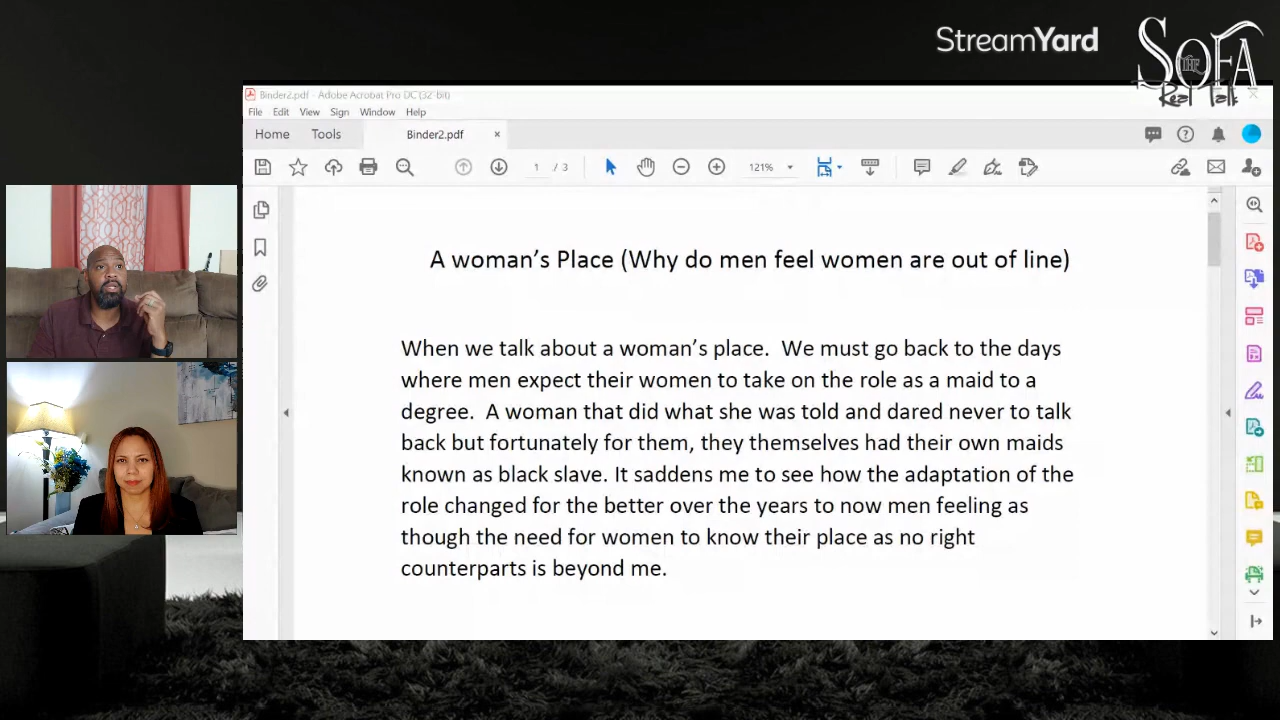 StreamYard
SOFA
THE
Real Talk
Binder2.pdf - Adobe Acrobat Pro DC (32-bit)
File Edit View Sign Window Help
Home Tools Binder2.pdf ×
1 / 3 121%
A woman's Place (Why do men feel women are out of line)
When we talk about a woman's place.  We must go back to the days
where men expect their women to take on the role as a maid to a
degree.  A woman that did what she was told and dared never to talk
back but fortunately for them, they themselves had their own maids
known as black slave. It saddens me to see how the adaptation of the
role changed for the better over the years to now men feeling as
though the need for women to know their place as no right
counterparts is beyond me.